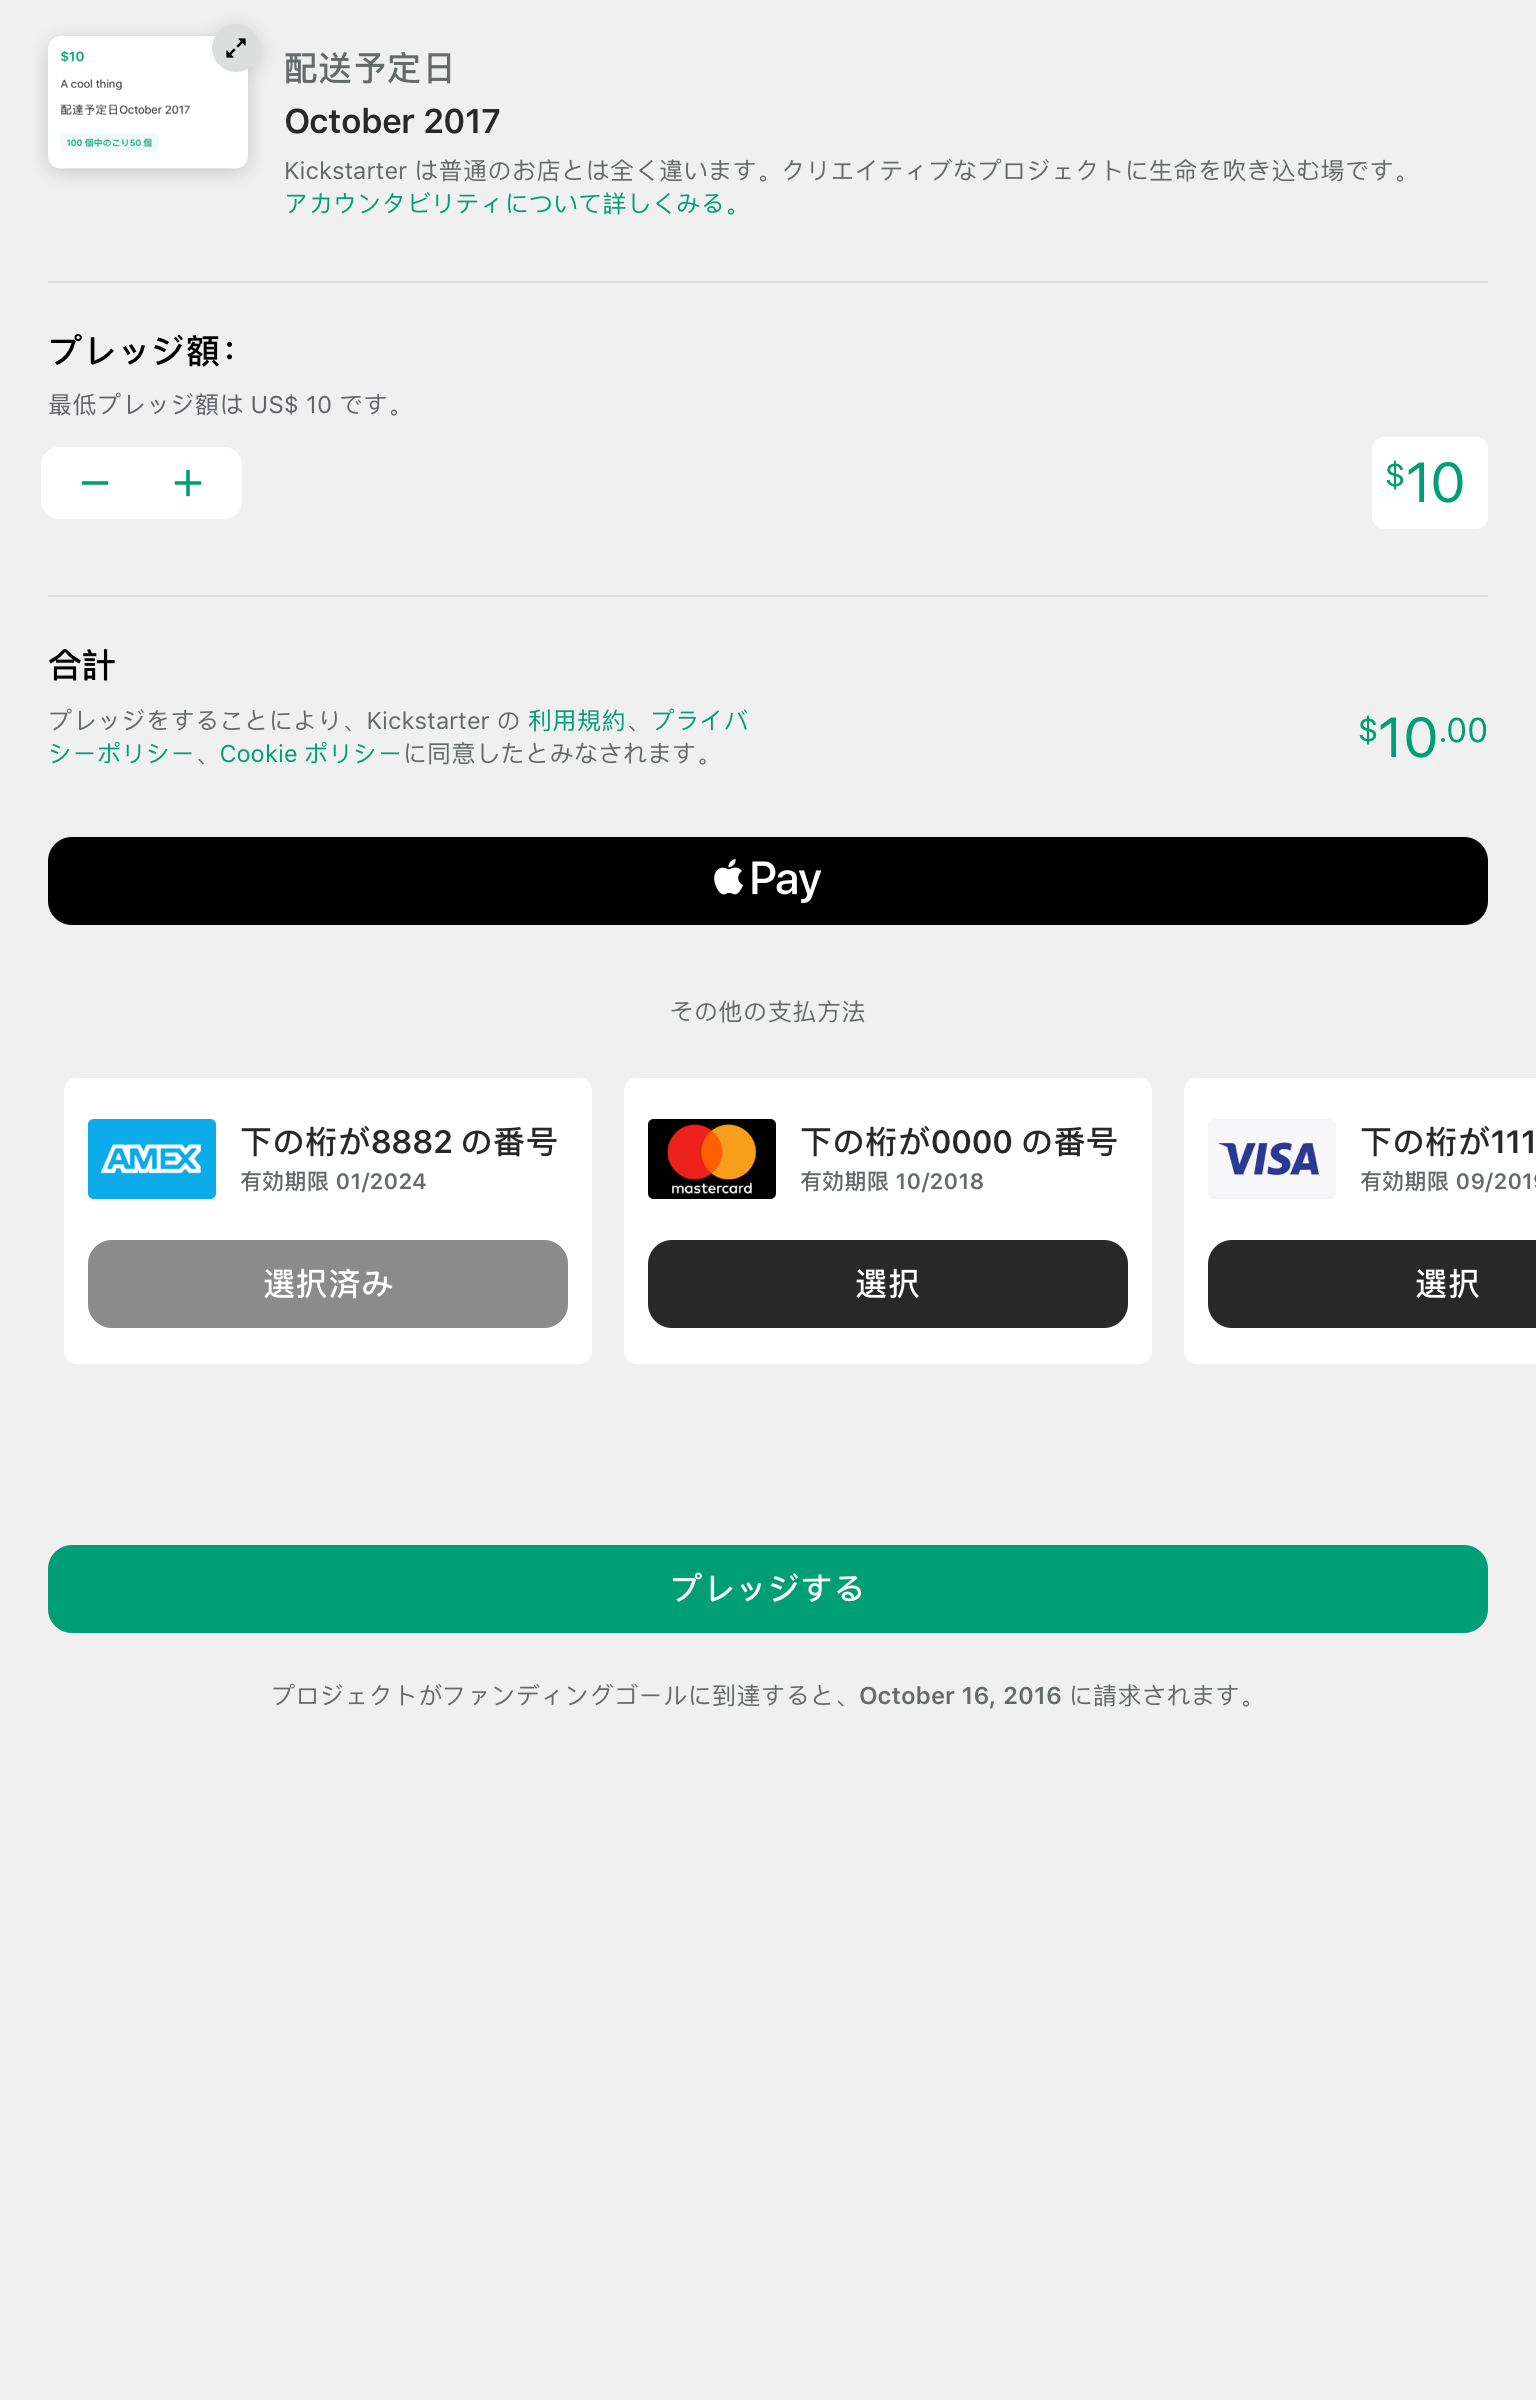 $10
A cool thing
配達予定日October 2017
100 個中のこり50 個
配送予定日
October 2017
Kickstarter は普通のお店とは全く違います。クリエイティブなプロジェクトに生命を吹き込む場です。
アカウンタビリティについて詳しくみる。
プレッジ額：
最低プレッジ額は US$ 10 です。
$10
合計
プレッジをすることにより、Kickstarter の 利用規約、プライバ
シーポリシー、Cookie ポリシーに同意したとみなされます。
$10.00
Pay
その他の支払方法
AMEX
下の桁が8882 の番号
有効期限 01/2024
選択済み
mastercard
下の桁が0000 の番号
有効期限 10/2018
選択
VISA
下の桁が111
有効期限 09/2019
選択
プレッジする
プロジェクトがファンディングゴールに到達すると、October 16, 2016 に請求されます。